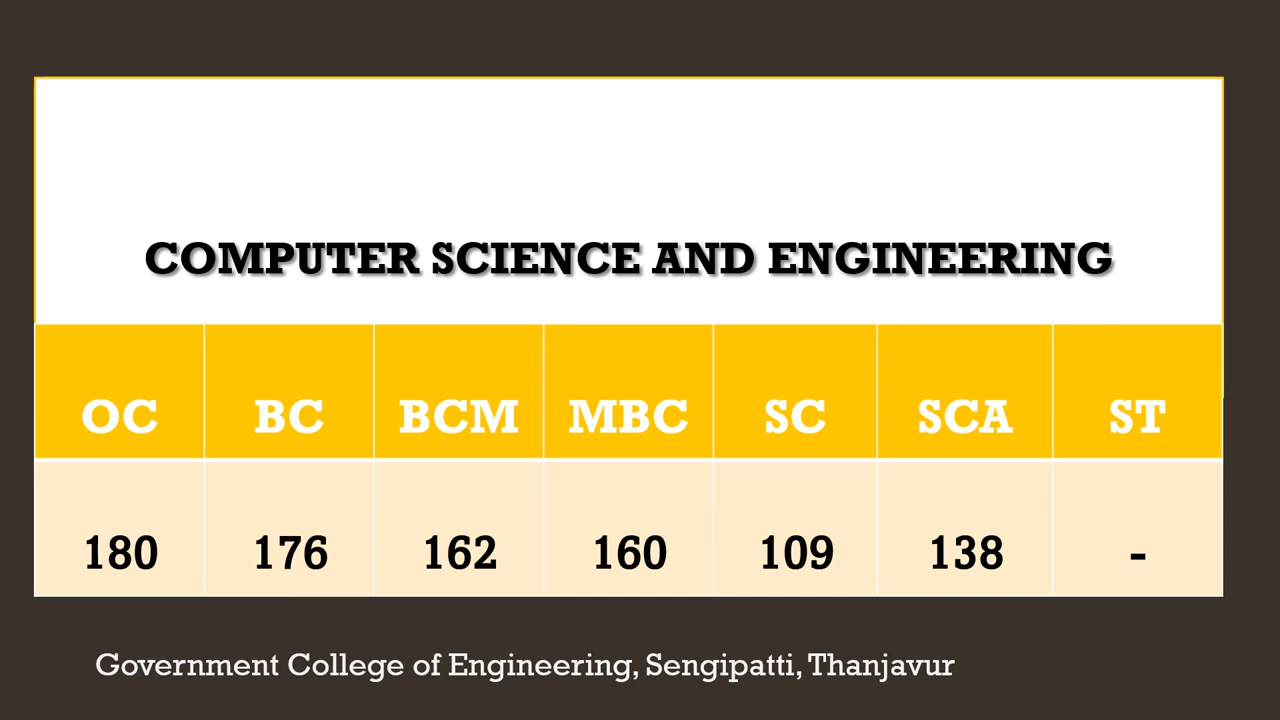 COMPUTER SCIENCE AND ENGINEERING
OC BC BCM MBC SC SCA ST
180 176 162 160 109 138 -
Government College of Engineering, Sengipatti, Thanjavur